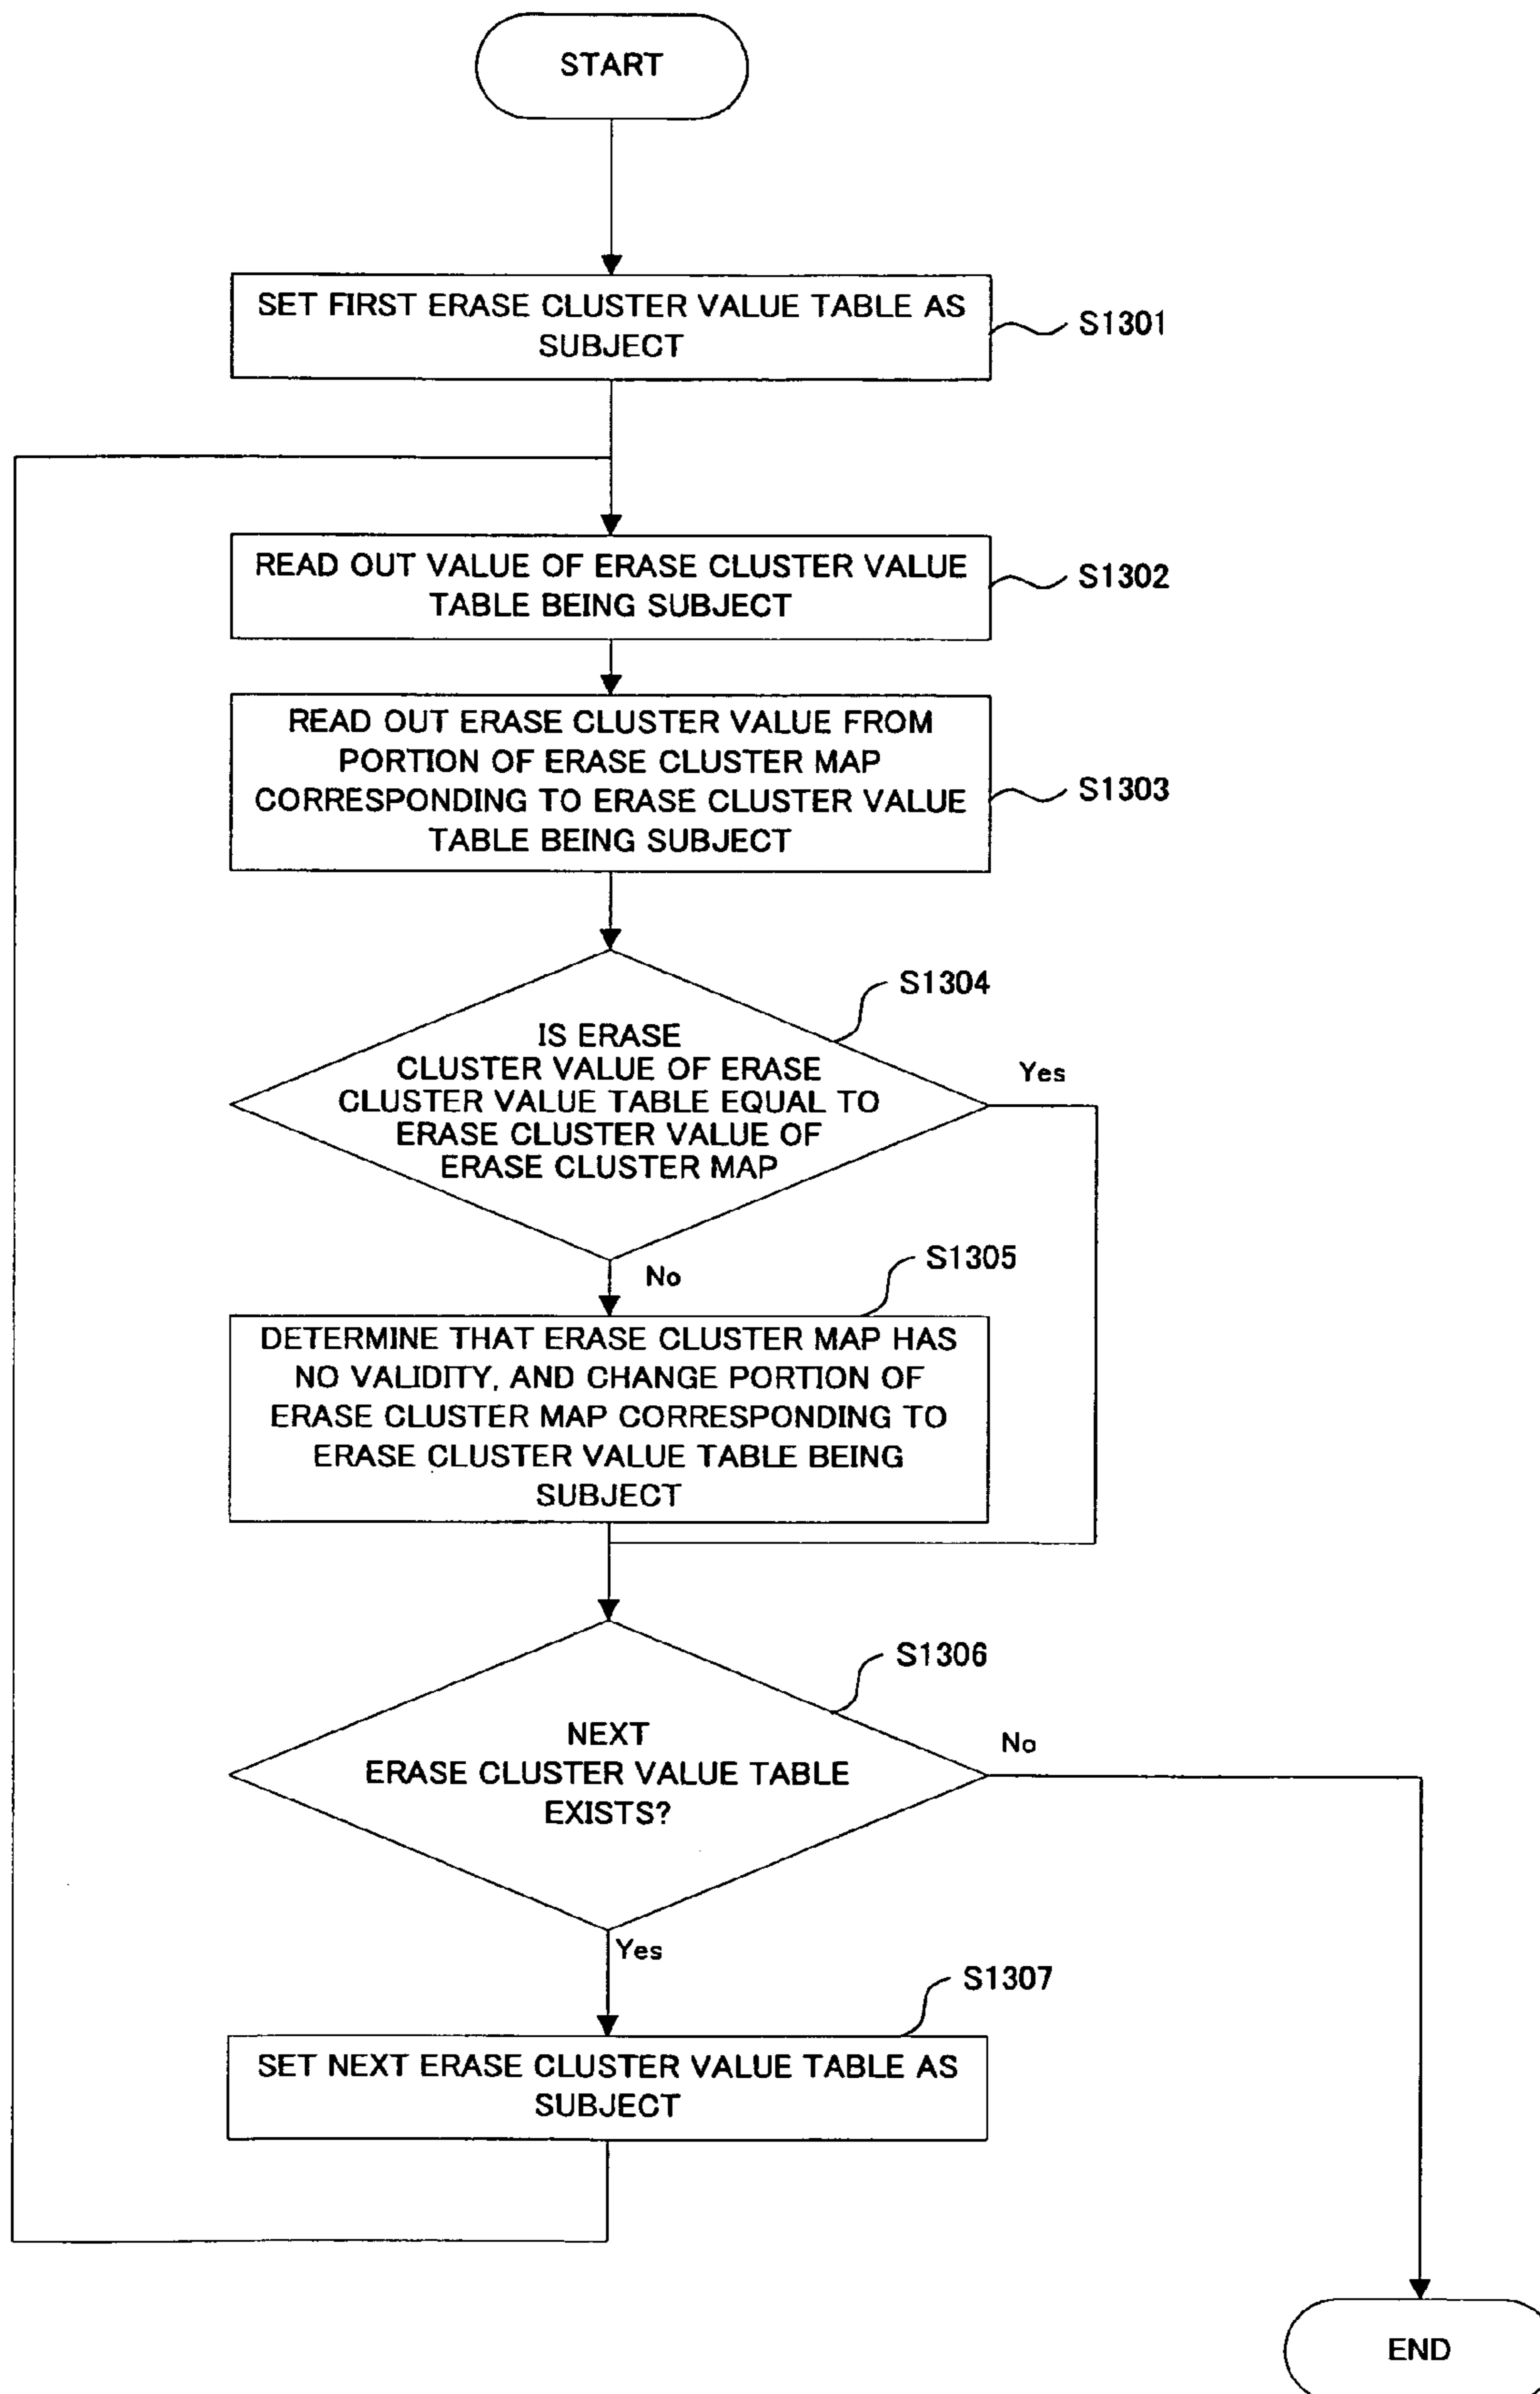 START
SET FIRST ERASE CLUSTER VALUE TABLE AS
SUBJECT
S1301
READ OUT VALUE OF ERASE CLUSTER VALUE
TABLE BEING SUBJECT
S1302
READ OUT ERASE CLUSTER VALUE FROM
PORTION OF ERASE CLUSTER MAP
CORRESPONDING TO ERASE CLUSTER VALUE
TABLE BEING SUBJECT
S1303
S1304
IS ERASE
CLUSTER VALUE OF ERASE
CLUSTER VALUE TABLE EQUAL TO
ERASE CLUSTER VALUE OF
ERASE CLUSTER MAP
Yes
No
S1305
DETERMINE THAT ERASE CLUSTER MAP HAS
NO VALIDITY, AND CHANGE PORTION OF
ERASE CLUSTER MAP CORRESPONDING TO
ERASE CLUSTER VALUE TABLE BEING
SUBJECT
S1306
NEXT
ERASE CLUSTER VALUE TABLE
EXISTS?
No
Yes
S1307
SET NEXT ERASE CLUSTER VALUE TABLE AS
SUBJECT
END